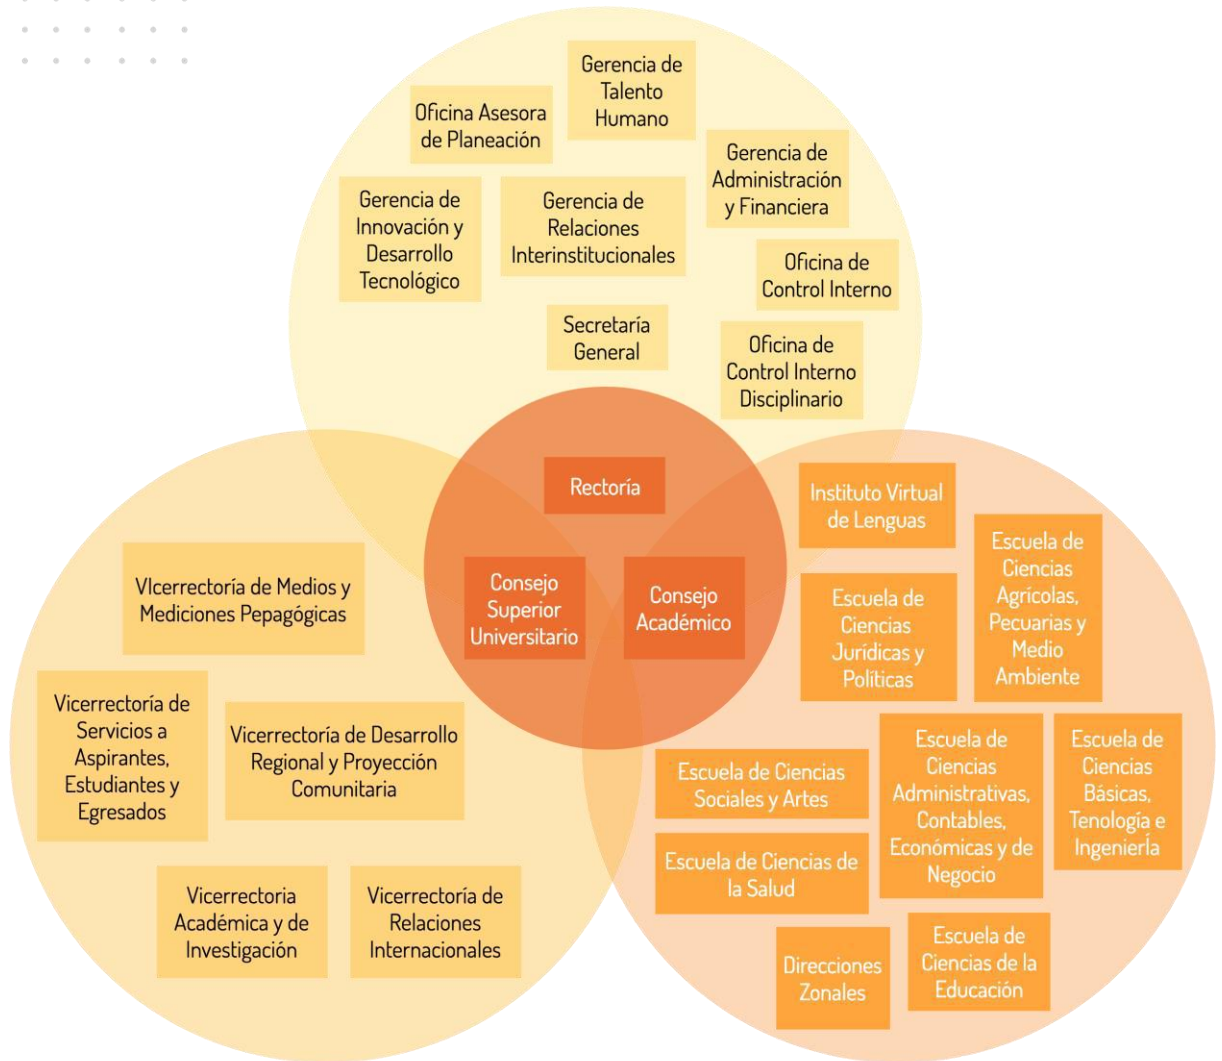 Gerencia de
Talento
Humano
Oficina Asesora
de Planeación
Gerencia de
Administración
y Financiera
Gerencia de
Innovación y
Desarrollo
Tecnológico
Gerencia de
Relaciones
Interinstitucionales
Oficina de
Control Interno
Secretaría
General
Oficina de
Control Interno
Disciplinario
Rectoría
Consejo
Superior
Universitario
Consejo
Académico
VIcerrectoría de Medios y
Mediciones Pepagógicas
Vicerrectoría de
Servicios a
Aspirantes,
Estudiantes y
Egresados
Vicerrectoría de Desarrollo
Regional y Proyección
Comunitaria
Vicerrectoria
Académica y de
Investigación
Vicerrectoría de
Relaciones
Internacionales
Instituto Virtual
de Lenguas
Escuela de
Ciencias
Agrícolas,
Pecuarias y
Medio
Ambiente
Escuela de
Ciencias
Jurídicas y
Políticas
Escuela de Ciencias
Sociales y Artes
Escuela de
Ciencias
Administrativas,
Contables,
Económicas y de
Negocio
Escuela de
Ciencias
Básicas,
Tenología e
IngenierÍa
Escuela de Ciencias de
la Salud
Direcciones
Zonales
Escuela de
Ciencias de la
Educación